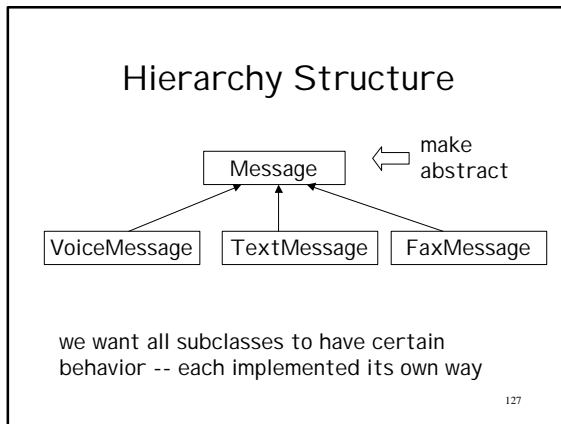 Hierarchy Structure
make
abstract
Message
VoiceMessage TextMessage FaxMessage
we want all subclasses to have certain
behavior -- each implemented its own way
127